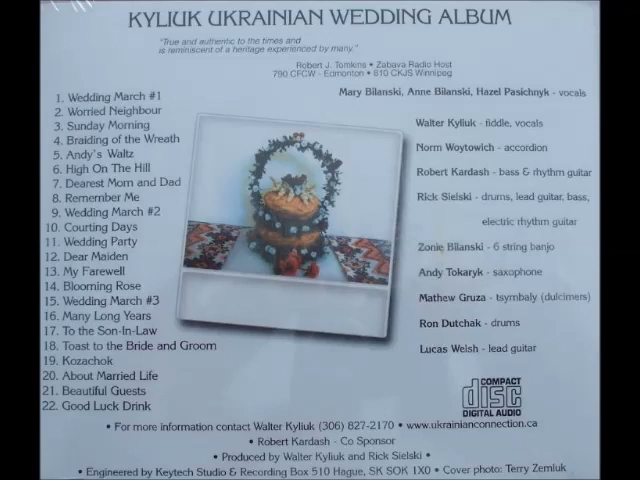 KYLIUK UKRAINIAN WEDDING ALBUM
"True and authentic to the times and
is reminiscent of a heritage experienced by many."
Robert J. Tomkins • Zabava Radio Host
790 CFCW - Edmonton • 810 CKJS Winnipeg
Mary Bilanski, Anne Bilanski, Hazel Pasichnyk - vocals
1. Wedding March #1
2. Worried Neighbour
3. Sunday Morning
4. Braiding of the Wreath
5. Andy's Waltz
6. High On The Hill
7. Dearest Mom and Dad
8. Remember Me
9. Wedding March #2
10. Courting Days
11. Wedding Party
12. Dear Maiden
13. My Farewell
14. Blooming Rose
15. Wedding March #3
16. Many Long Years
17. To the Son-In-Law
18. Toast to the Bride and Groom
19. Kozachok
20. About Married Life
21. Beautiful Guests
22. Good Luck Drink
Walter Kyliuk - fiddle, vocals
Norm Woytowich - accordion
Robert Kardash - bass & rhythm guitar
Rick Sielski - drums, lead guitar, bass,
electric rhythm guitar
Zonie Bilanski - 6 string banjo
Andy Tokaryk - saxophone
Mathew Gruza - tsymbaly (dulcimers)
Ron Dutchak - drums
Lucas Welsh - lead guitar
COMPACT
disc
DIGITAL AUDIO
• For more information contact Walter Kyliuk (306) 827-2170 • www.ukrainianconnection.ca
• Robert Kardash - Co Sponsor
• Produced by Walter Kyliuk and Rick Sielski •
• Engineered by Keytech Studio & Recording Box 510 Hague, SK SOK 1X0 • Cover photo: Terry Zemluk